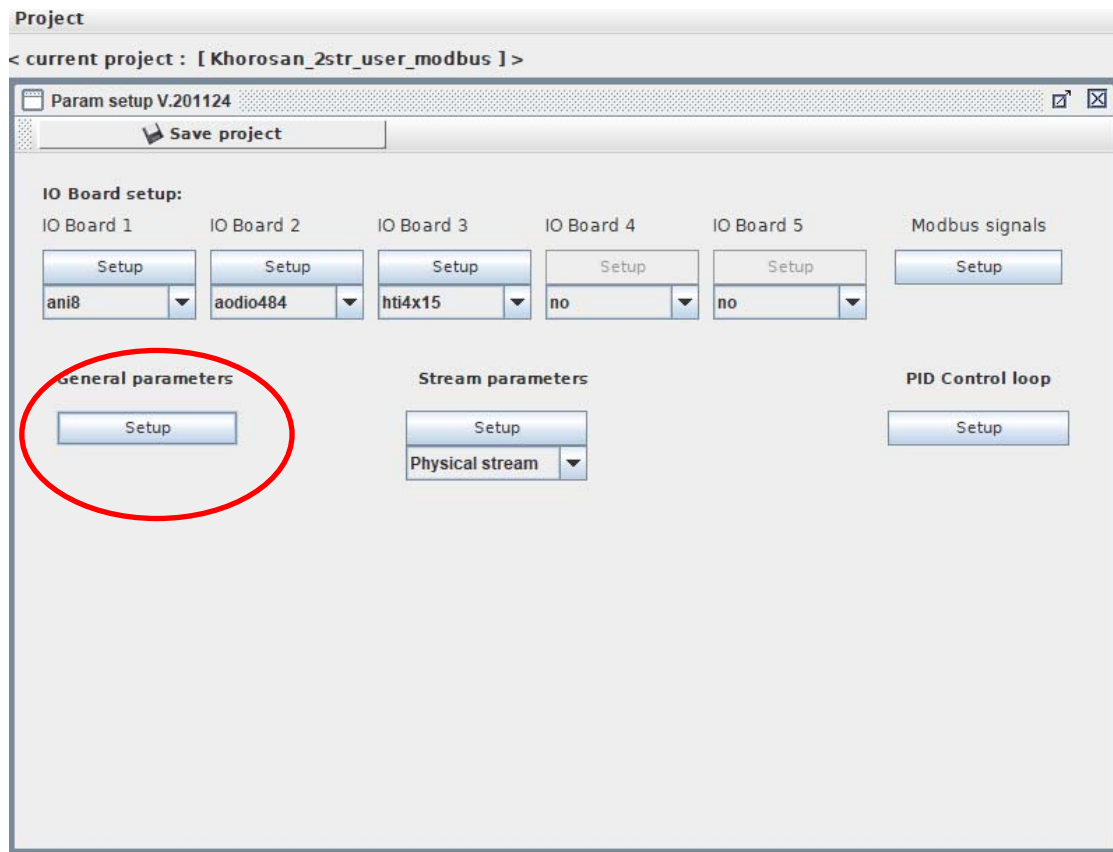 Project
< current project : [ Khorosan_2str_user_modbus ] >
Param setup V.201124
Save project
IO Board setup:
IO Board 1 IO Board 2 IO Board 3 IO Board 4 IO Board 5 Modbus signals
Setup Setup Setup Setup Setup Setup
ani8 aodio484 hti4x15 no no
General parameters Stream parameters PID Control loop
Setup Setup Setup
Physical stream